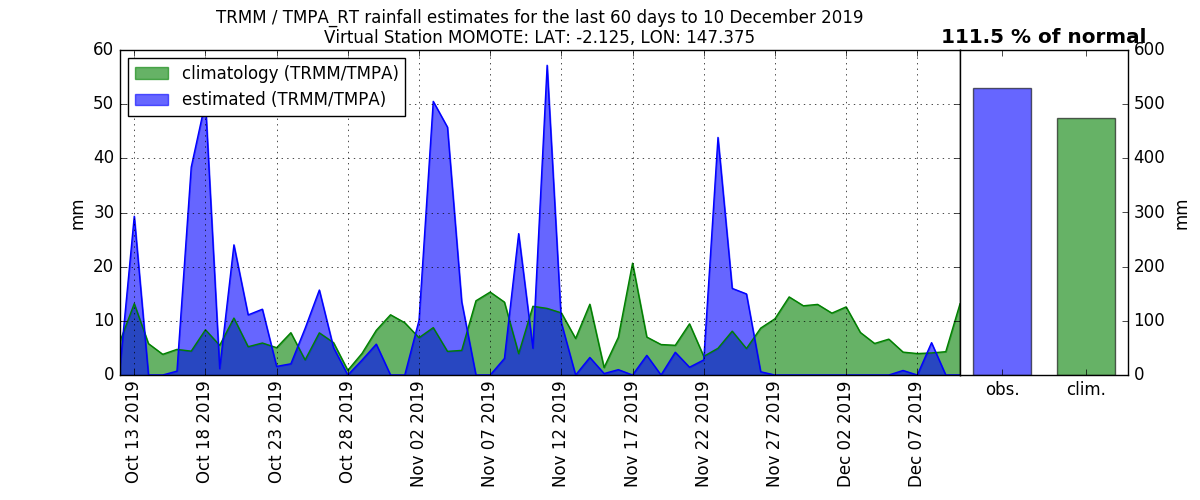 TRMM / TMPA_RT rainfall estimates for the last 60 days to 10 December 2019
Virtual Station MOMOTE: LAT: -2.125, LON: 147.375
111.5 % of normal
climatology (TRMM/TMPA)
estimated (TRMM/TMPA)
60
50
40
30
20
10
0
mm
Oct 13 2019
Oct 18 2019
Oct 23 2019
Oct 28 2019
Nov 02 2019
Nov 07 2019
Nov 12 2019
Nov 17 2019
Nov 22 2019
Nov 27 2019
Dec 02 2019
Dec 07 2019
600
500
400
300
200
100
0
mm
obs.
clim.